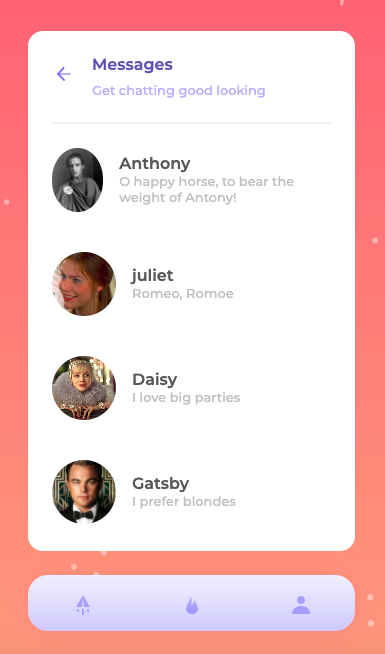 Messages
Get chatting good looking
Anthony
O happy horse, to bear the
weight of Antony!
juliet
Romeo, Romoe
Daisy
I love big parties
Gatsby
I prefer blondes